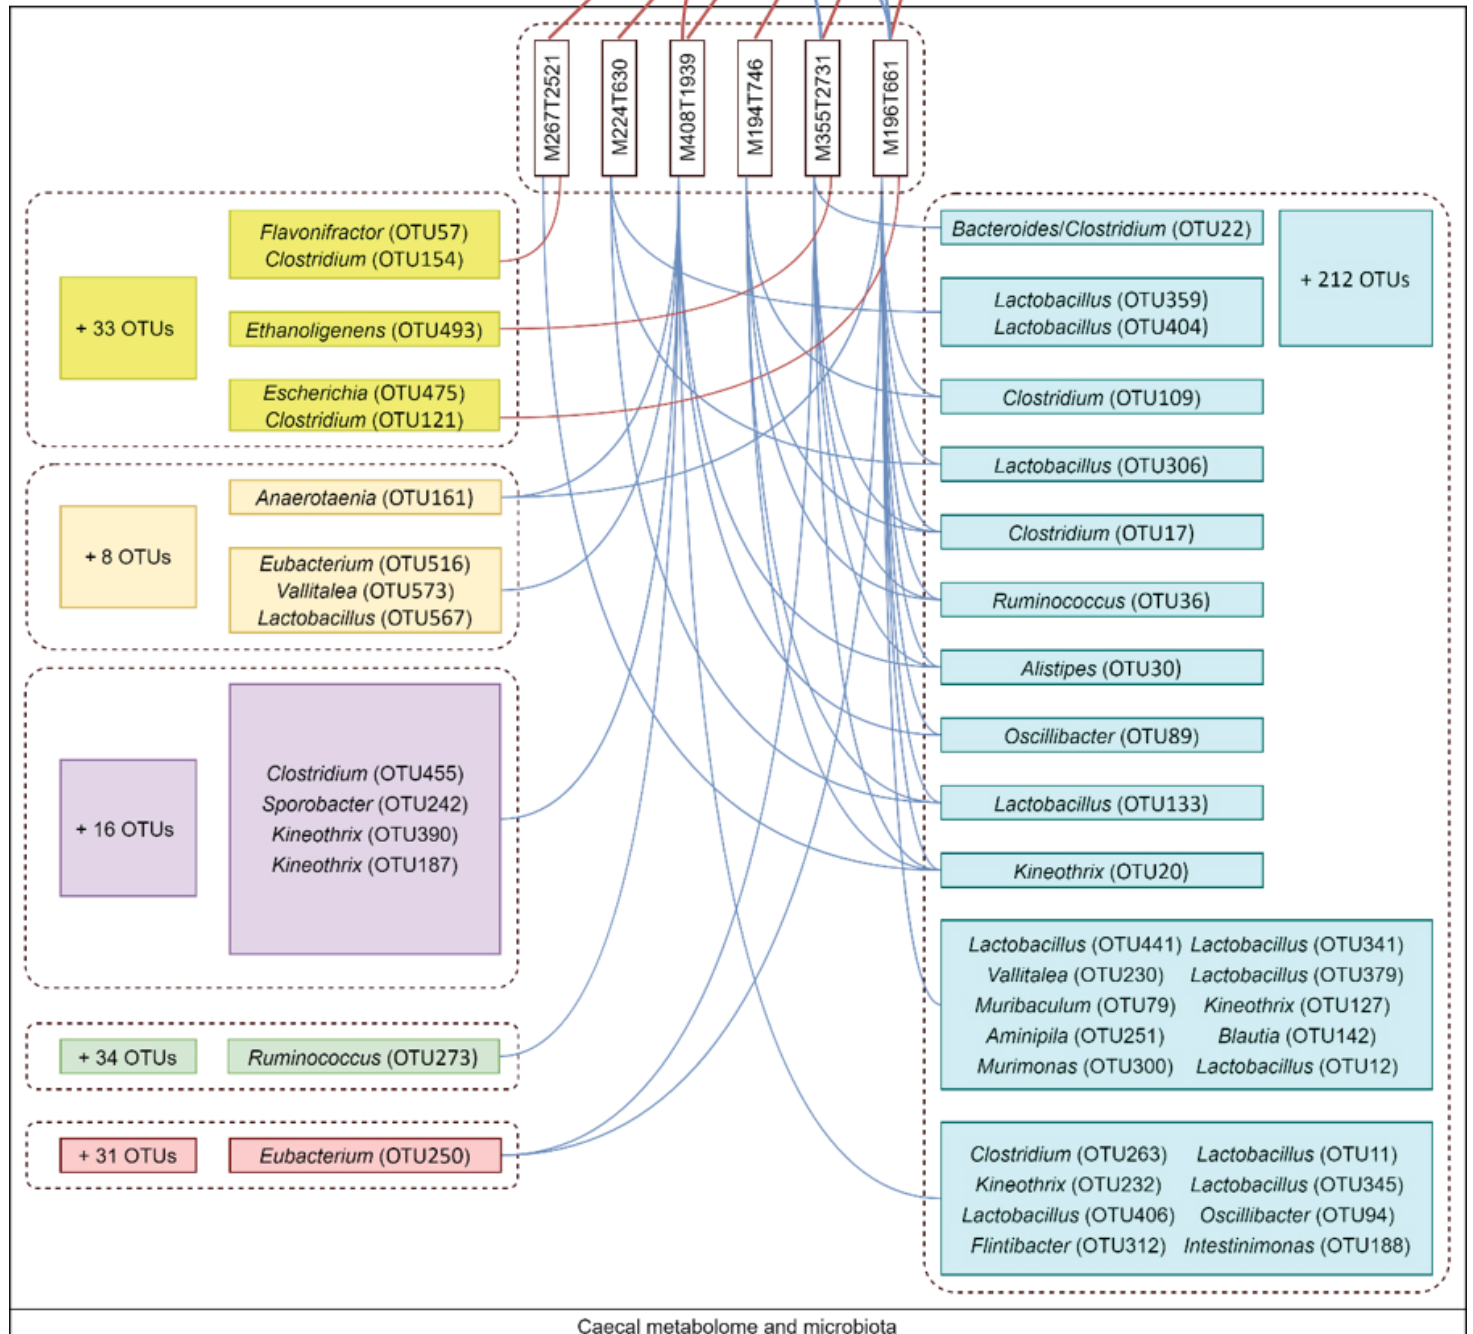 M267T2521
M224T630
M408T1939
M194T746
M355T2731
M196T661
+ 33 OTUs
Flavonifractor (OTU57)
Clostridium (OTU154)
Ethanoligenens (OTU493)
Escherichia (OTU475)
Clostridium (OTU121)
+ 8 OTUs
Anaerotaenia (OTU161)
Eubacterium (OTU516)
Vallitalea (OTU573)
Lactobacillus (OTU567)
+ 16 OTUs
Clostridium (OTU455)
Sporobacter (OTU242)
Kineothrix (OTU390)
Kineothrix (OTU187)
+ 34 OTUs
Ruminococcus (OTU273)
+ 31 OTUs
Eubacterium (OTU250)
Bacteroides/Clostridium (OTU22)
+ 212 OTUs
Lactobacillus (OTU359)
Lactobacillus (OTU404)
Clostridium (OTU109)
Lactobacillus (OTU306)
Clostridium (OTU17)
Ruminococcus (OTU36)
Alistipes (OTU30)
Oscillibacter (OTU89)
Lactobacillus (OTU133)
Kineothrix (OTU20)
Lactobacillus (OTU441) Lactobacillus (OTU341)
Vallitalea (OTU230) Lactobacillus (OTU379)
Muribaculum (OTU79) Kineothrix (OTU127)
Aminipila (OTU251) Blautia (OTU142)
Murimonas (OTU300) Lactobacillus (OTU12)
Clostridium (OTU263) Lactobacillus (OTU11)
Kineothrix (OTU232) Lactobacillus (OTU345)
Lactobacillus (OTU406) Oscillibacter (OTU94)
Flintibacter (OTU312) Intestinimonas (OTU188)
Caecal metabolome and microbiota